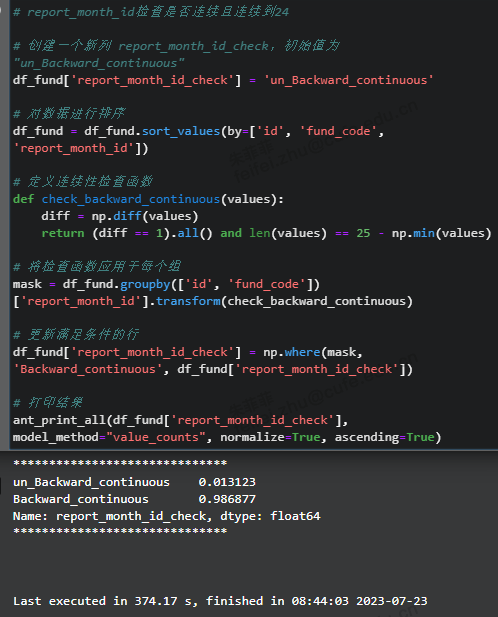 # report_month_id检查是否连续且连续到24
# 创建一个新列 report_month_id_check，初始值为
"un_Backward_continuous"
df_fund['report_month_id_check'] = 'un_Backward_continuous'
# 对数据进行排序
df_fund = df_fund.sort_values(by=['id', 'fund_code',
'report_month_id'])
# 定义连续性检查函数
def check_backward_continuous(values):
    diff = np.diff(values)
    return (diff == 1).all() and len(values) == 25 - np.min(values)
# 将检查函数应用于每个组
mask = df_fund.groupby(['id', 'fund_code'])
['report_month_id'].transform(check_backward_continuous)
# 更新满足条件的行
df_fund['report_month_id_check'] = np.where(mask,
'Backward_continuous', df_fund['report_month_id_check'])
# 打印结果
ant_print_all(df_fund['report_month_id_check'],
model_method="value_counts", normalize=True, ascending=True)
******************************
un_Backward_continuous    0.013123
Backward_continuous       0.986877
Name: report_month_id_check, dtype: float64
******************************
Last executed in 374.17 s, finished in 08:44:03 2023-07-23